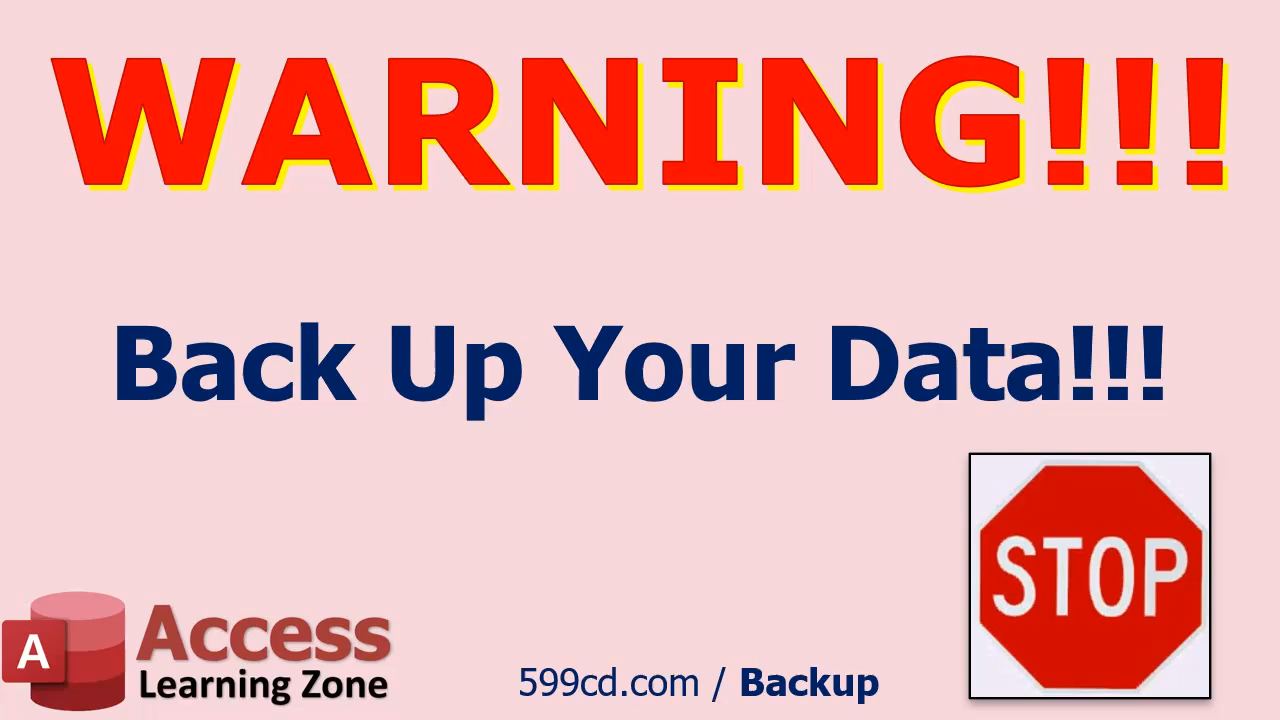 WARNING!!!
Back Up Your Data!!!
STOP
A
Access
Learning Zone
599cd.com / Backup